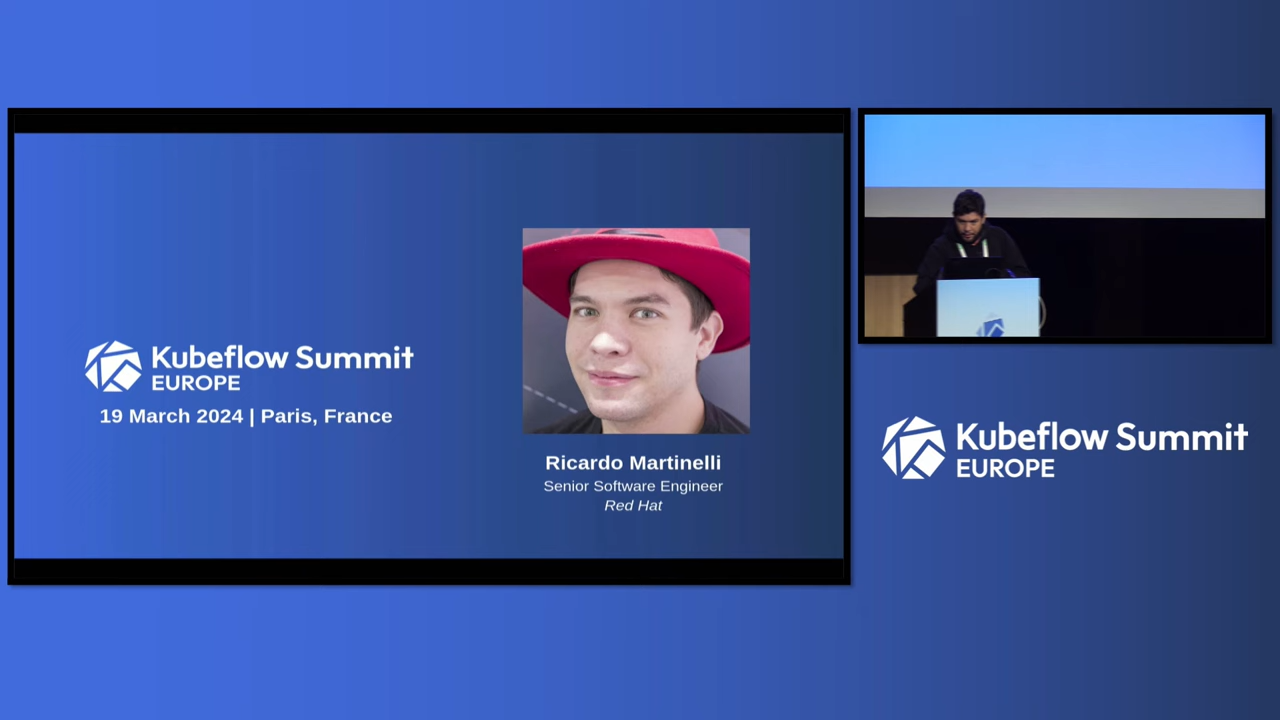 Kubeflow Summit
EUROPE
19 March 2024 | Paris, France
Ricardo Martinelli
Senior Software Engineer
Red Hat
Kubeflow Summit
EUROPE